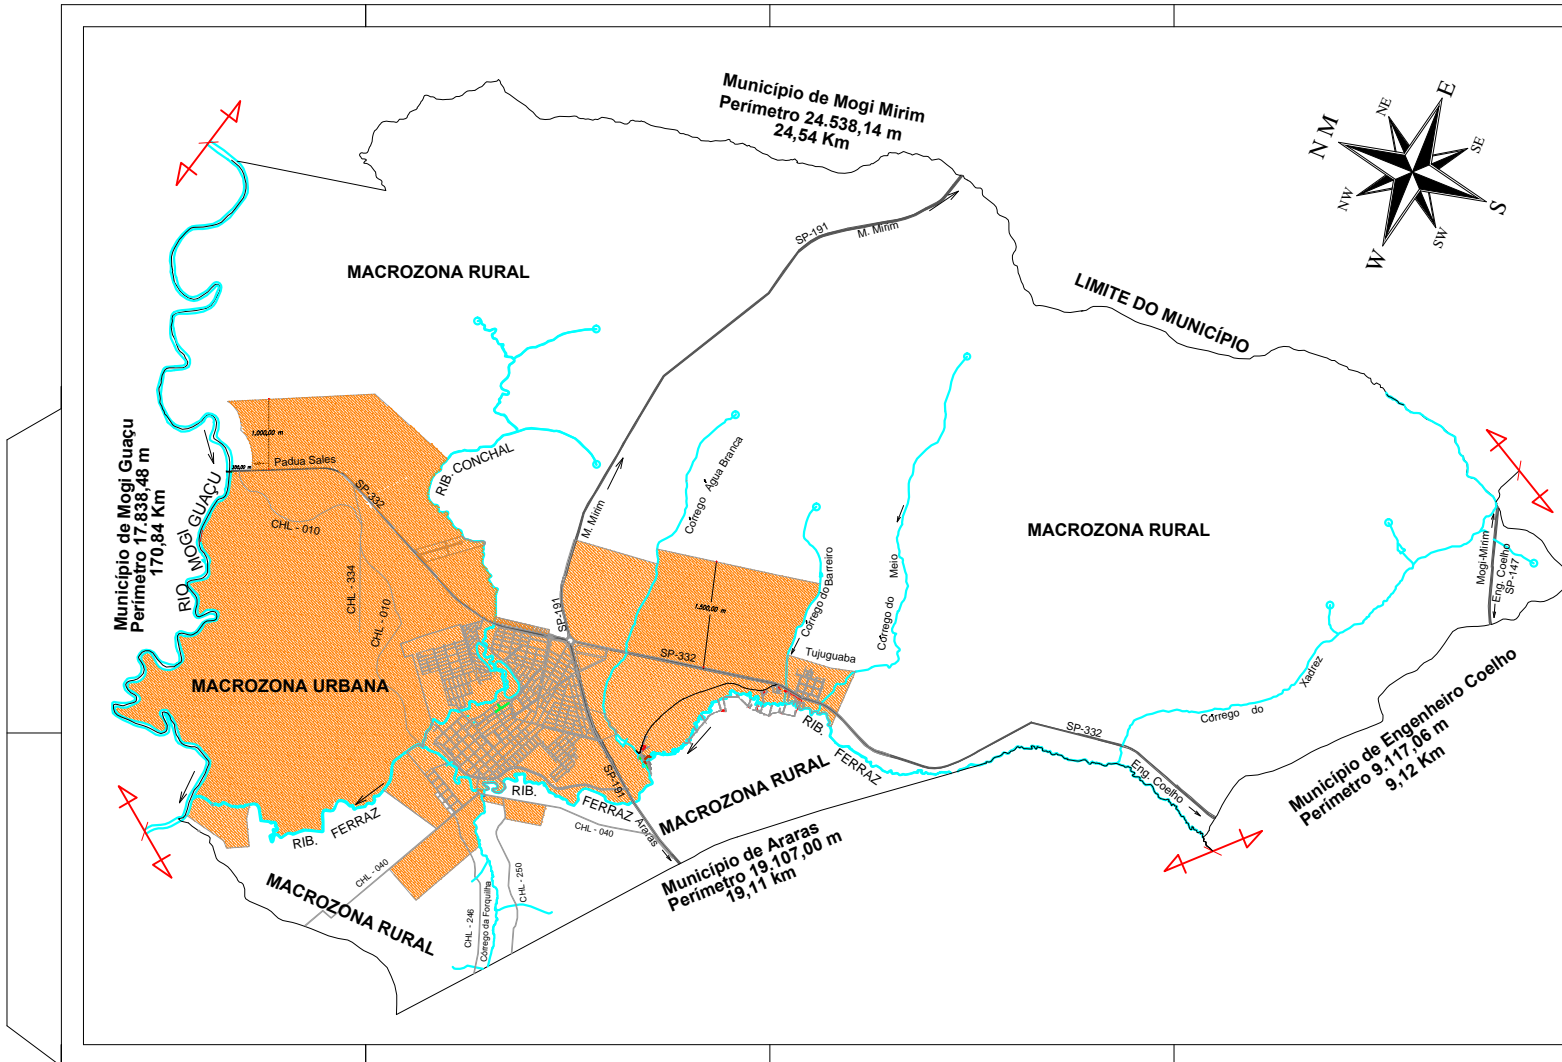 Município de Mogi Mirim
Perímetro 24.538,14 m
24,54 Km
E
NE
SE
N M
NW
SW
S
W
SP-191
M. Mirim
MACROZONA RURAL
LIMITE DO MUNICÍPIO
Município de Mogi Guaçu
Perímetro 17.838,48 m
170,84 Km
RIO MOGI GUAÇU
1,000,00 m
Padua Sales
SP-332
CHL - 010
CHL - 334
CHL - 010
RIB. CONCHAL
M. Mirim
SP-191
Córrego Água Branca
Córrego do Barreiro
Córrego do Meio
MACROZONA RURAL
Mogi-Mirim
Eng. Coelho
SP-147
1,500,00 m
SP-332
Tujuguaba
MACROZONA URBANA
Xadrez
Córrego do
RIB. FERRAZ
SP-332
Eng. Coelho
Município de Engenheiro Coelho
Perímetro 9.117,06 m
9,12 Km
SP-191
Araras
RIB. FERRAZ
RIB. FERRAZ
CHL - 040
CHL - 040
MACROZONA RURAL
Município de Araras
Perímetro 19.107,00 m
19,11 km
MACROZONA RURAL
CHL - 246
Córrego da Forquilha
CHL - 250